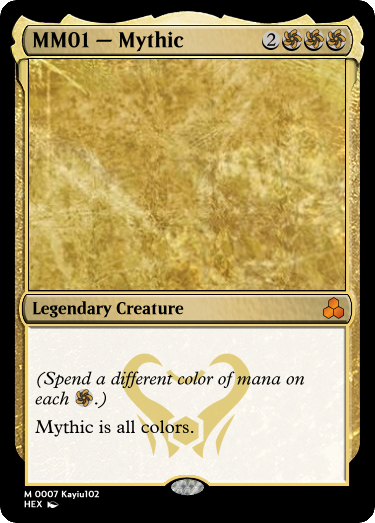 MM01 — Mythic 2
Legendary Creature
(Spend a different color of mana on
each .)
Mythic is all colors.
M 0007 Kayiu102
HEX